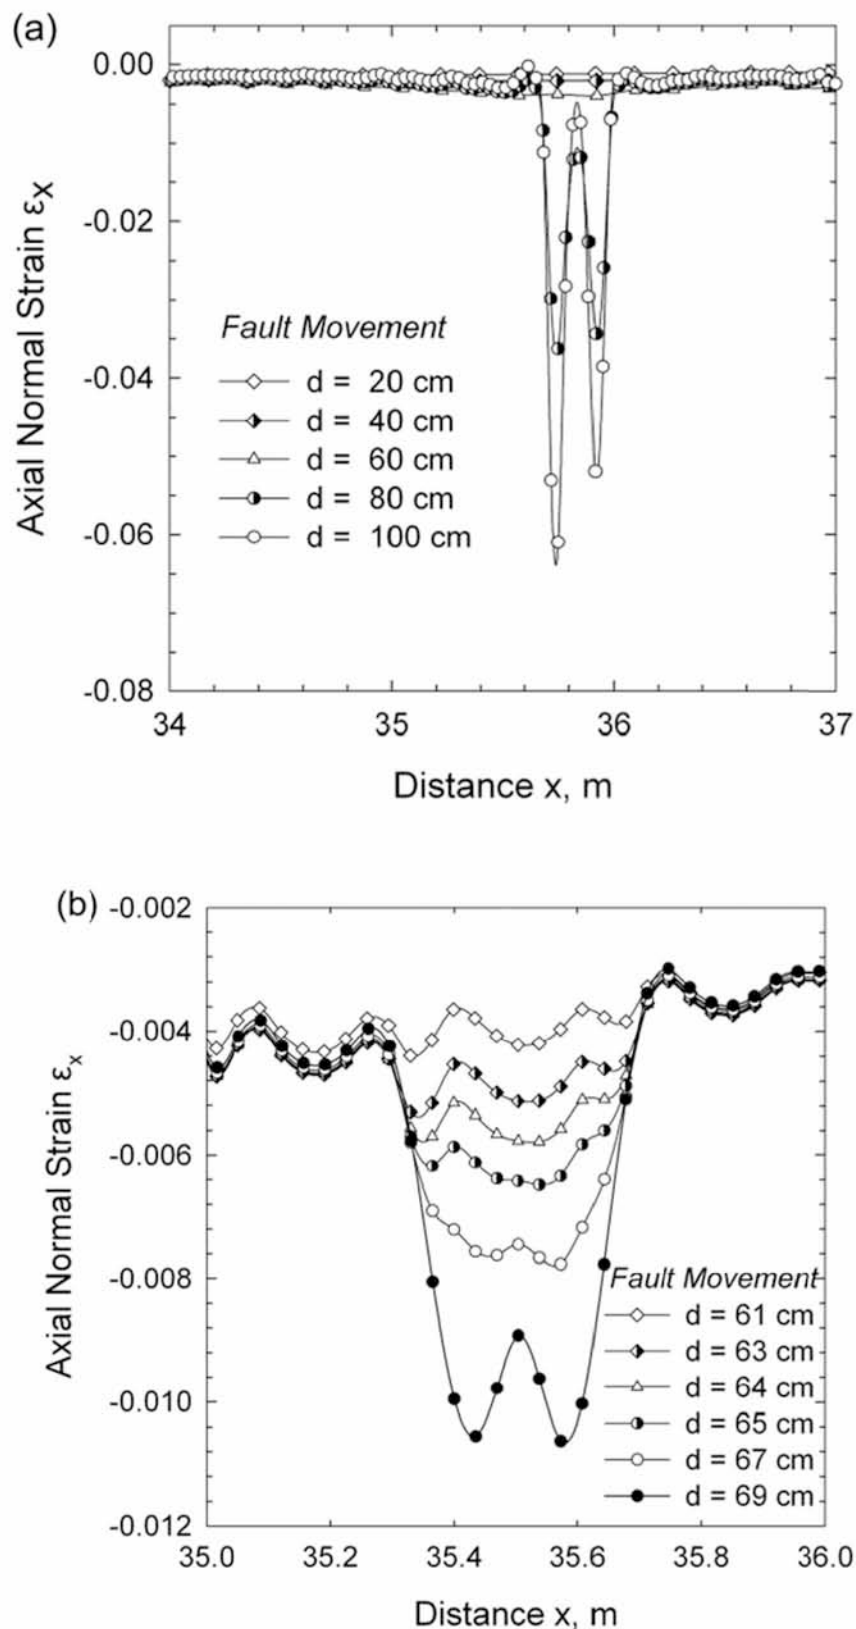 (a)
0.00
-0.02
-0.04
-0.06
-0.08
Axial Normal Strain εx
Fault Movement
d = 20 cm
d = 40 cm
d = 60 cm
d = 80 cm
d = 100 cm
34 35 36 37
Distance x, m
(b)
-0.002
-0.004
-0.006
-0.008
-0.010
-0.012
Axial Normal Strain εx
Fault Movement
d = 61 cm
d = 63 cm
d = 64 cm
d = 65 cm
d = 67 cm
d = 69 cm
35.0 35.2 35.4 35.6 35.8 36.0
Distance x, m